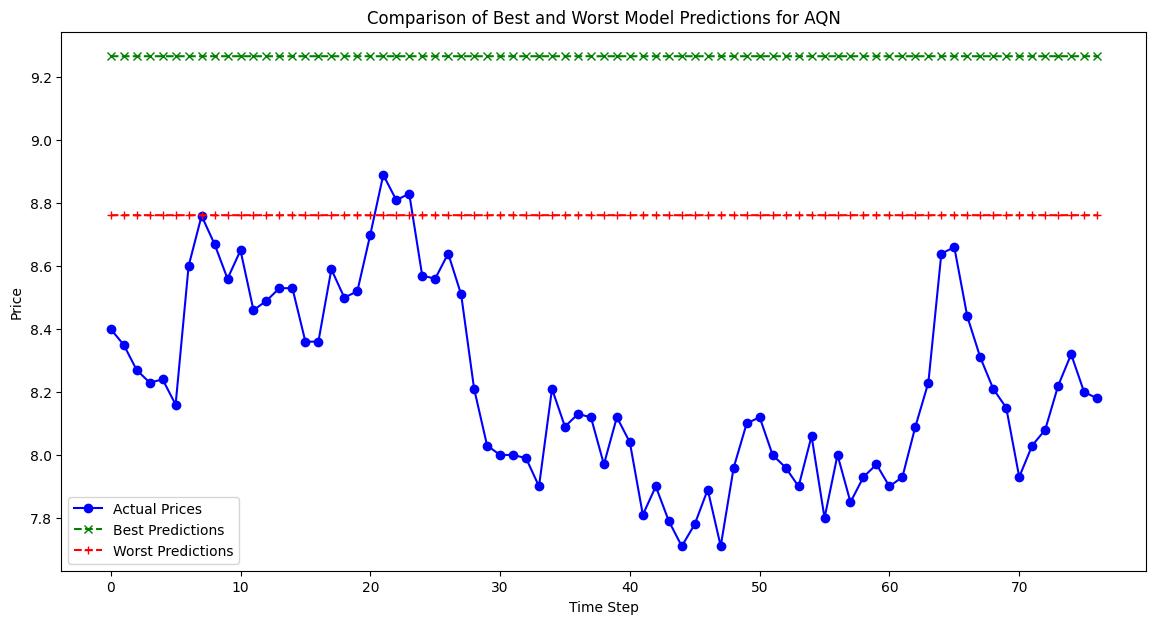 Comparison of Best and Worst Model Predictions for AQN
Price
9.2
9.0
8.8
8.6
8.4
8.2
8.0
7.8
Actual Prices
Best Predictions
Worst Predictions
0 10 20 30 40 50 60 70
Time Step